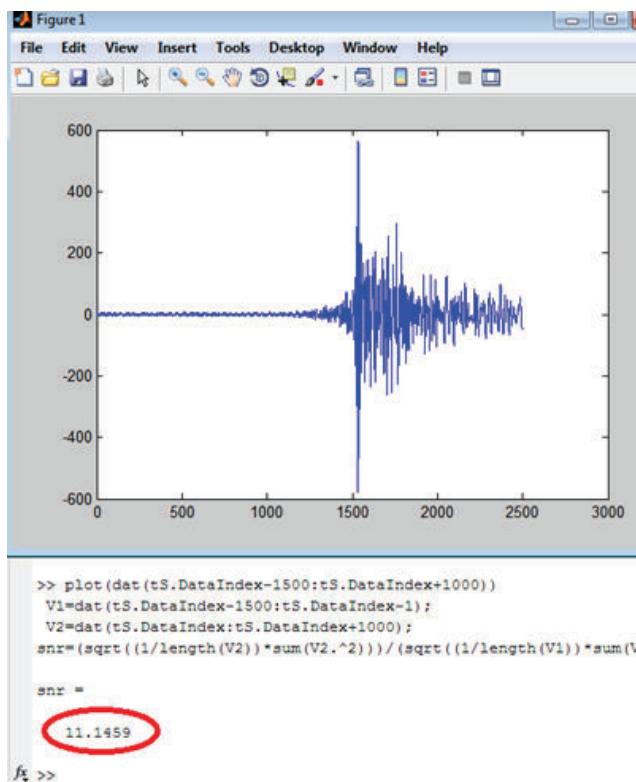 Figure 1
File Edit View Insert Tools Desktop Window Help
600
400
200
0
-200
-400
-600
0 500 1000 1500 2000 2500 3000
>> plot(dat(tS.DataIndex-1500:tS.DataIndex+1000))
V1=dat(tS.DataIndex-1500:tS.DataIndex-1);
V2=dat(tS.DataIndex:tS.DataIndex+1000);
snr=(sqrt((1/length(V2))*sum(V2.^2)))/(sqrt((1/length(V1))*sum(V
snr =
11.1459
fx >>